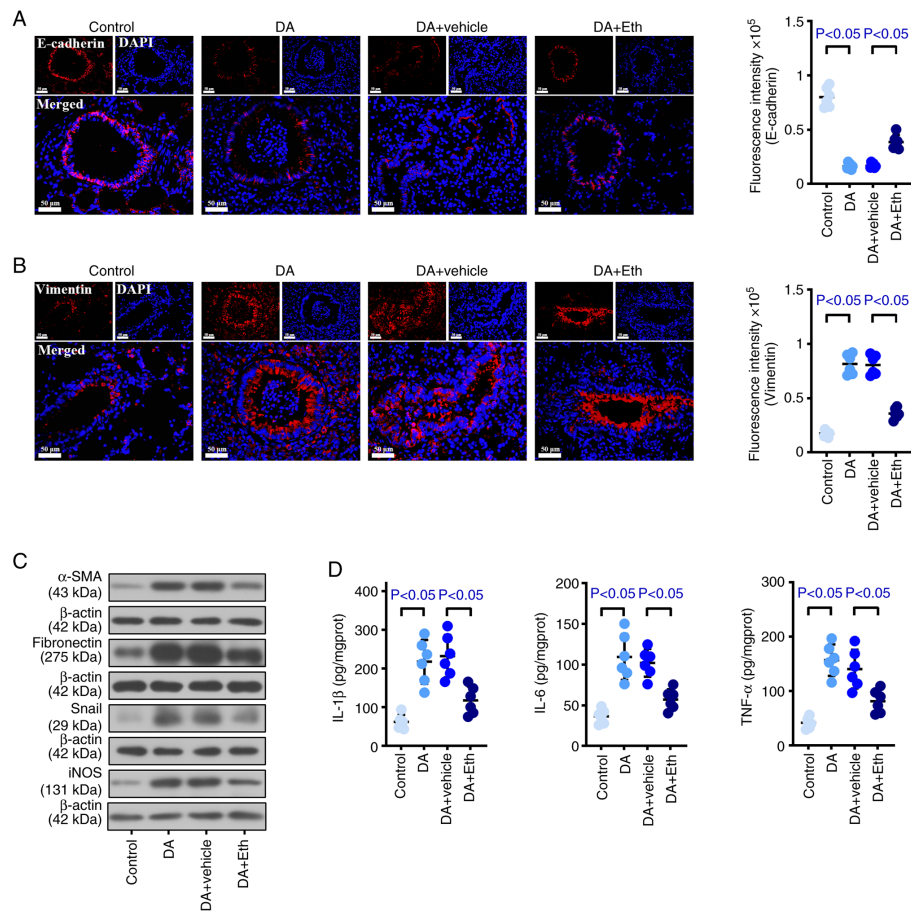 A
Control
DA
DA+vehicle
DA+Eth
E-cadherin
DAPI
Merged
50 μm
50 μm
50 μm
50 μm
Fluorescence intensity ×10⁵
(E-cadherin)
1.5
1
0.5
0
P<0.05 P<0.05
Control
DA
DA+vehicle
DA+Eth
B
Control
DA
DA+vehicle
DA+Eth
Vimentin
DAPI
Merged
50 μm
50 μm
50 μm
50 μm
Fluorescence intensity ×10⁵
(Vimentin)
1.5
1
0.5
0
P<0.05 P<0.05
Control
DA
DA+vehicle
DA+Eth
C
α-SMA
(43 kDa)
β-actin
(42 kDa)
Fibronectin
(275 kDa)
β-actin
(42 kDa)
Snail
(29 kDa)
β-actin
(42 kDa)
iNOS
(131 kDa)
β-actin
(42 kDa)
Control
DA
DA+vehicle
DA+Eth
D
IL-1β (pg/mgprot)
400
300
200
100
0
P<0.05 P<0.05
Control
DA
DA+vehicle
DA+Eth
IL-6 (pg/mgprot)
200
150
100
50
0
P<0.05 P<0.05
Control
DA
DA+vehicle
DA+Eth
TNF-α (pg/mgprot)
300
200
100
0
P<0.05 P<0.05
Control
DA
DA+vehicle
DA+Eth